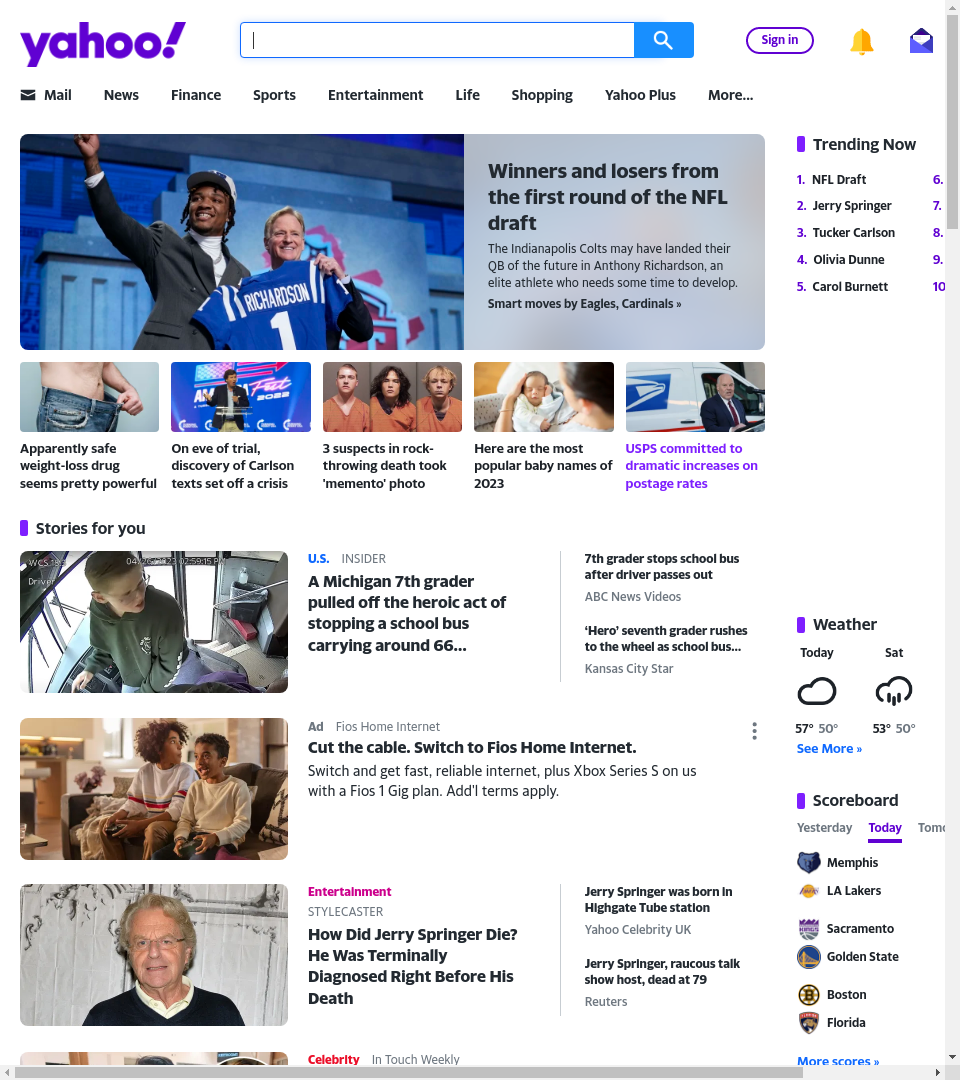 yahoo!
Sign in
Mail
News
Finance
Sports
Entertainment
Life
Shopping
Yahoo Plus
More...
RICHARDSON
1
Winners and losers from
the first round of the NFL
draft
The Indianapolis Colts may have landed their
QB of the future in Anthony Richardson, an
elite athlete who needs some time to develop.
Smart moves by Eagles, Cardinals »
Apparently safe
weight-loss drug
seems pretty powerful
2022
On eve of trial,
discovery of Carlson
texts set off a crisis
3 suspects in rock-
throwing death took
'memento' photo
Here are the most
popular baby names of
2023
USPS committed to
dramatic increases on
postage rates
Trending Now
1. NFL Draft
2. Jerry Springer
3. Tucker Carlson
4. Olivia Dunne
5. Carol Burnett
6.
7.
8.
9.
10
Stories for you
Driver
U.S. INSIDER
A Michigan 7th grader
pulled off the heroic act of
stopping a school bus
carrying around 66...
7th grader stops school bus
after driver passes out
ABC News Videos
‘Hero’ seventh grader rushes
to the wheel as school bus...
Kansas City Star
Ad Fios Home Internet
Cut the cable. Switch to Fios Home Internet.
Switch and get fast, reliable internet, plus Xbox Series S on us
with a Fios 1 Gig plan. Add'l terms apply.
Entertainment
STYLECASTER
How Did Jerry Springer Die?
He Was Terminally
Diagnosed Right Before His
Death
Jerry Springer was born in
Highgate Tube station
Yahoo Celebrity UK
Jerry Springer, raucous talk
show host, dead at 79
Reuters
Celebrity In Touch Weekly
Weather
Today
Sat
57° 50°
53° 50°
See More »
Scoreboard
Yesterday
Today
Tomo
Memphis
LA Lakers
Sacramento
Golden State
Boston
Florida
More scores »